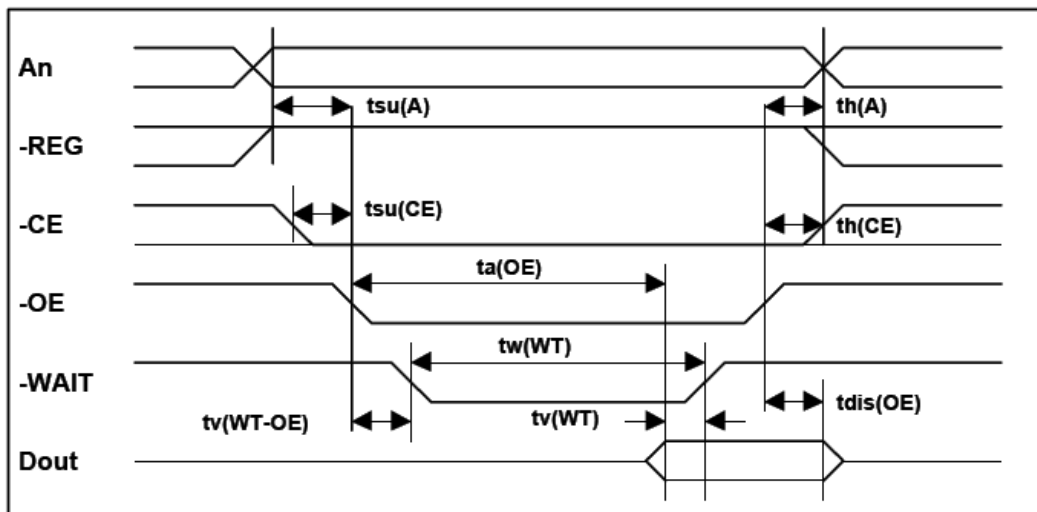 An
tsu(A)
th(A)
-REG
-CE
tsu(CE)
th(CE)
ta(OE)
-OE
tw(WT)
-WAIT
tv(WT-OE)
tv(WT)
tdis(OE)
Dout